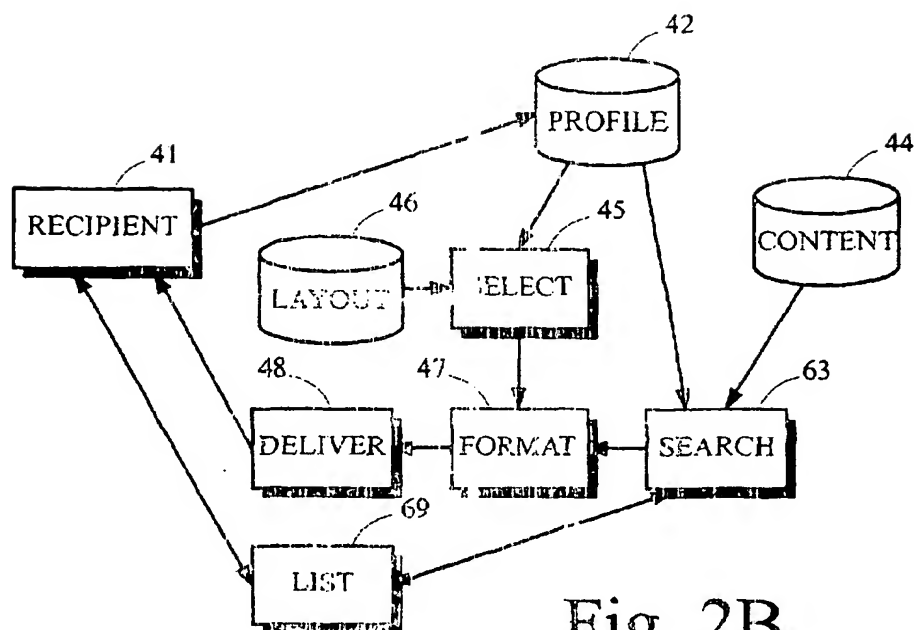 42
PROFILE
41
RECIPIENT
44
CONTENT
46
LAYOUT
45
SELECT
48
DELIVER
47
FORMAT
63
SEARCH
69
LIST
Fig. 2B